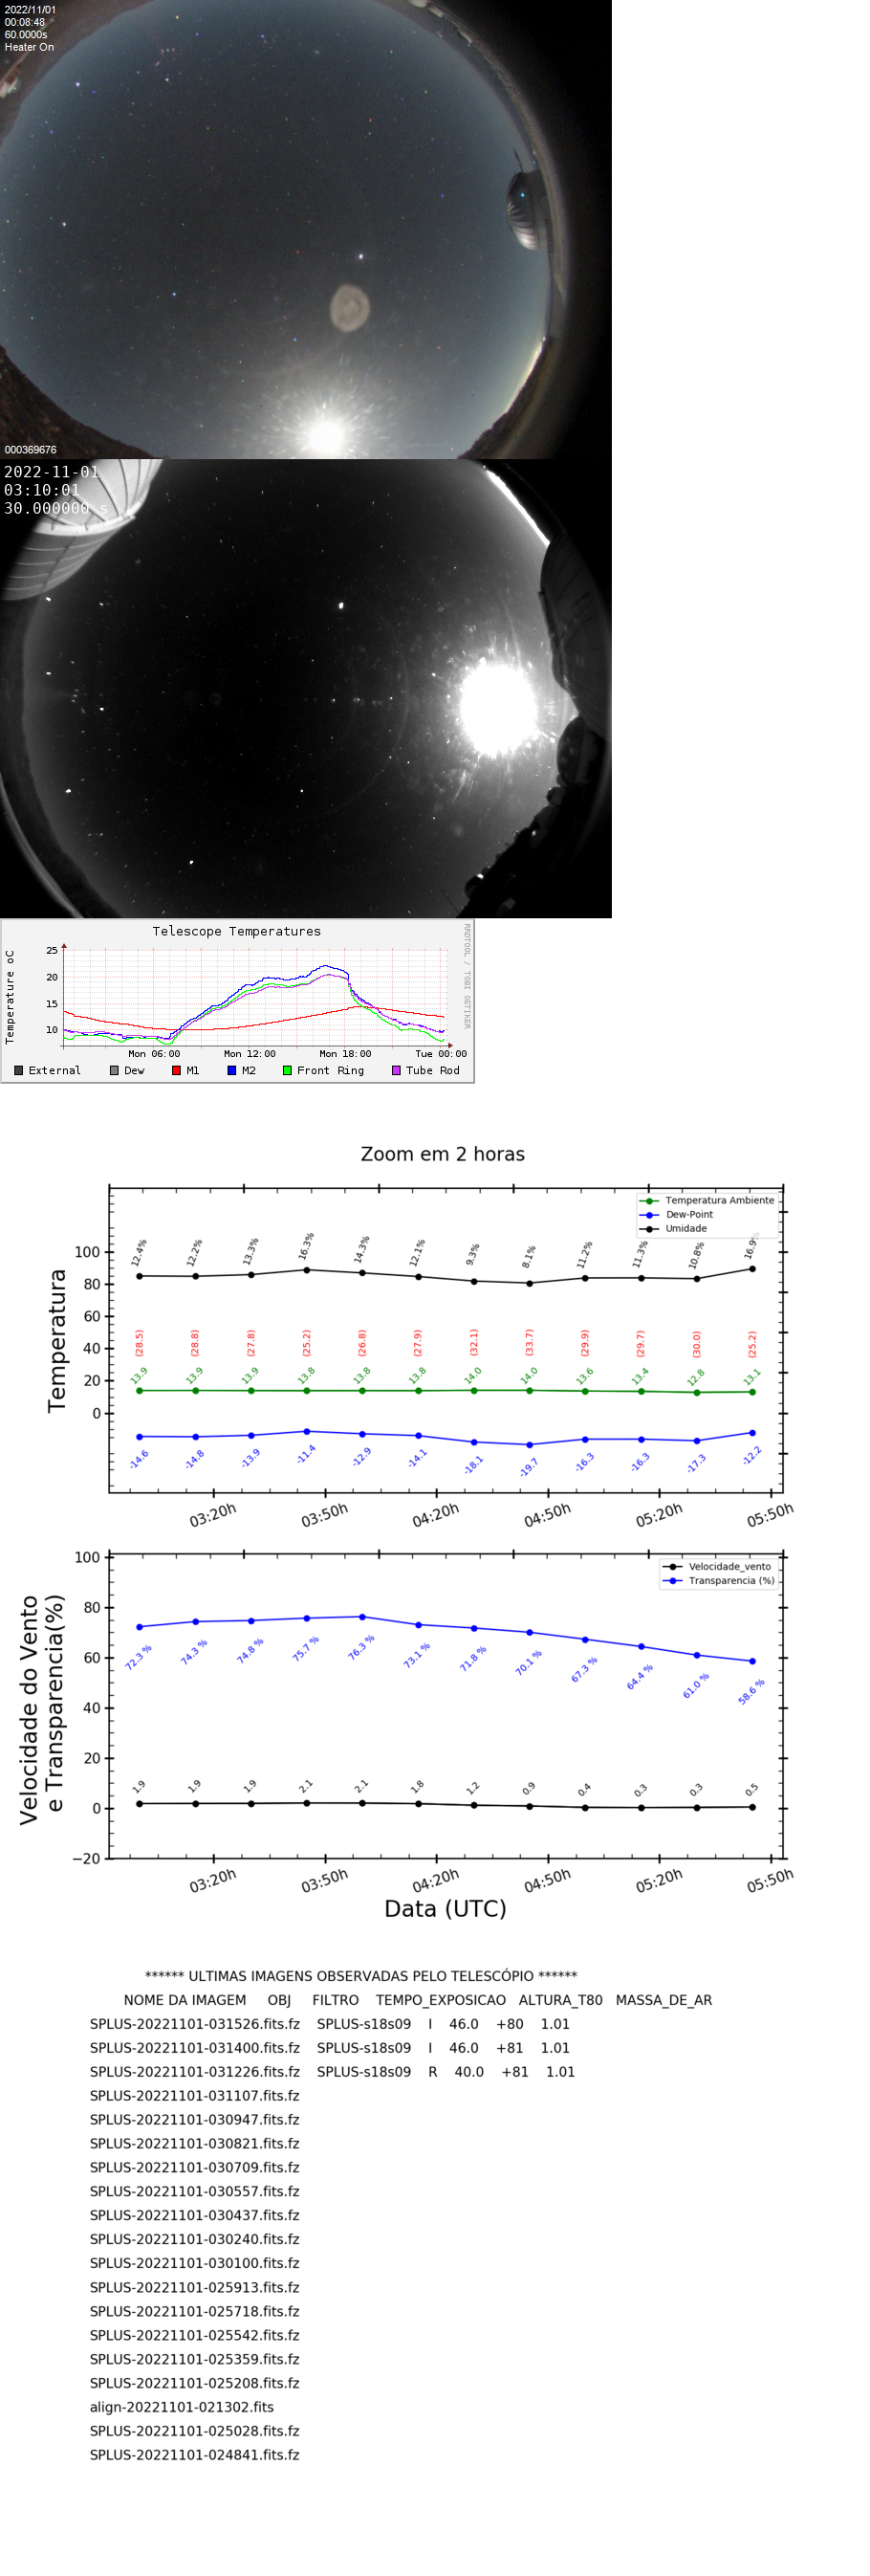 2022/11/01
00:08:48
60.0000s
Heater On
000369676
2022-11-01
03:10:01
30.000000 s
Telescope Temperatures
RRDTOOL / TOBI OETIKER
Temperature oC
25
20
15
10
Mon 06:00 Mon 12:00 Mon 18:00 Tue 00:00
External Dew M1 M2 Front Ring Tube Rod
Zoom em 2 horas
Temperatura Ambiente
Dew-Point
Umidade
Temperatura
100
80
60
40
20
0
12.4% 12.2% 13.3% 16.3% 14.3% 12.1% 9.3% 8.1% 11.2% 11.3% 10.8% 16.9%
(28.5) (28.8) (27.8) (25.2) (26.8) (27.9) (32.1) (33.7) (29.9) (29.7) (30.0) (25.2)
13.9 13.9 13.9 13.8 13.8 13.8 14.0 14.0 13.6 13.4 12.8 13.1
-14.6 -14.8 -13.9 -11.4 -12.9 -14.1 -18.1 -19.7 -16.3 -16.3 -17.3 -12.2
03:20h 03:50h 04:20h 04:50h 05:20h 05:50h
Velocidade_vento
Transparencia (%)
Velocidade do Vento
e Transparencia(%)
100
80
60
40
20
0
−20
72.3 % 74.3 % 74.8 % 75.7 % 76.3 % 73.1 % 71.8 % 70.1 % 67.3 % 64.4 % 61.0 % 58.6 %
1.9 1.9 1.9 2.1 2.1 1.8 1.2 0.9 0.4 0.3 0.3 0.5
03:20h 03:50h 04:20h 04:50h 05:20h 05:50h
Data (UTC)
****** ULTIMAS IMAGENS OBSERVADAS PELO TELESCÓPIO ******
NOME DA IMAGEM OBJ FILTRO TEMPO_EXPOSICAO ALTURA_T80 MASSA_DE_AR
SPLUS-20221101-031526.fits.fz SPLUS-s18s09 I 46.0 +80 1.01
SPLUS-20221101-031400.fits.fz SPLUS-s18s09 I 46.0 +81 1.01
SPLUS-20221101-031226.fits.fz SPLUS-s18s09 R 40.0 +81 1.01
SPLUS-20221101-031107.fits.fz
SPLUS-20221101-030947.fits.fz
SPLUS-20221101-030821.fits.fz
SPLUS-20221101-030709.fits.fz
SPLUS-20221101-030557.fits.fz
SPLUS-20221101-030437.fits.fz
SPLUS-20221101-030240.fits.fz
SPLUS-20221101-030100.fits.fz
SPLUS-20221101-025913.fits.fz
SPLUS-20221101-025718.fits.fz
SPLUS-20221101-025542.fits.fz
SPLUS-20221101-025359.fits.fz
SPLUS-20221101-025208.fits.fz
align-20221101-021302.fits
SPLUS-20221101-025028.fits.fz
SPLUS-20221101-024841.fits.fz